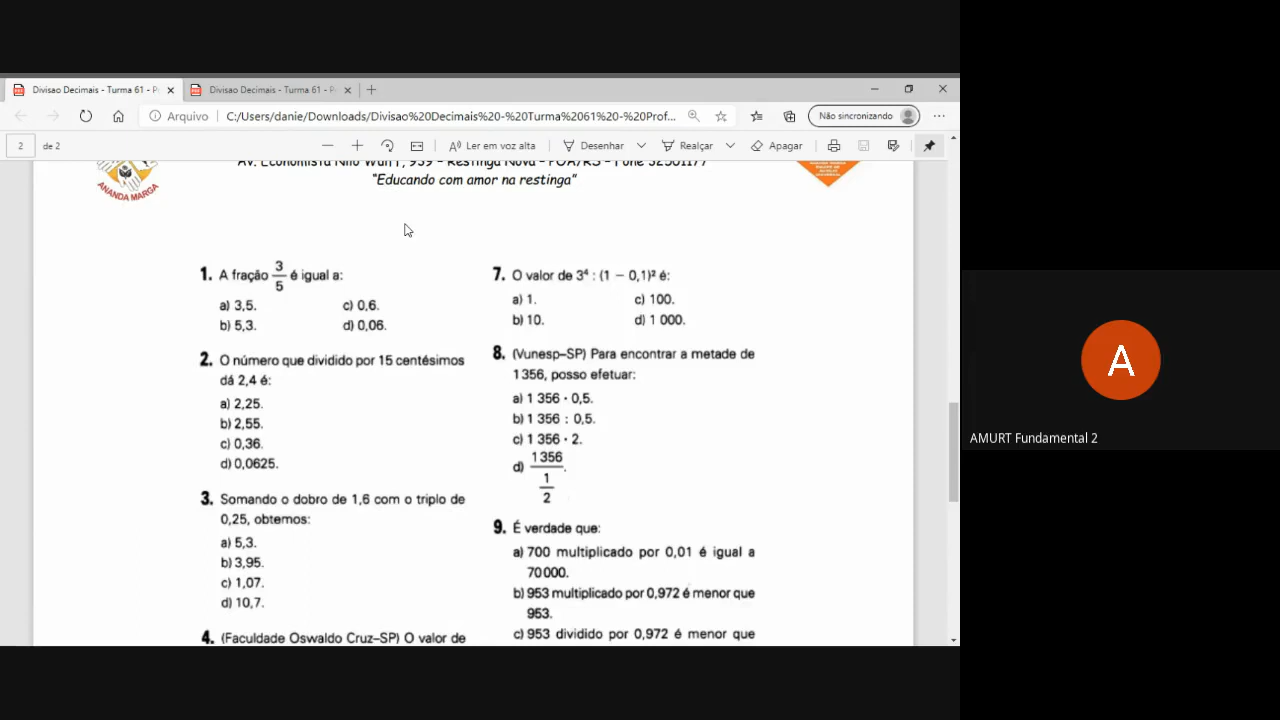 Divisao Decimais - Turma 61 - P
Divisao Decimais - Turma 61 - P
Arquivo
C:/Users/danie/Downloads/Divisao%20Decimais%20-%20Turma%2061%20-%20Prof...
Não sincronizando
2
de 2
Ler em voz alta
Desenhar
Realçar
Apagar
"Educando com amor na restinga"
ANANDA MARGA
1. A fração 3/5 é igual a:
a) 3,5.
c) 0,6.
b) 5,3.
d) 0,06.
2. O número que dividido por 15 centésimos
dá 2,4 é:
a) 2,25.
b) 2,55.
c) 0,36.
d) 0,0625.
3. Somando o dobro de 1,6 com o triplo de
0,25, obtemos:
a) 5,3.
b) 3,95.
c) 1,07.
d) 10,7.
4. (Faculdade Oswaldo Cruz–SP) O valor de
7. O valor de 3⁴ : (1 – 0,1)² é:
a) 1.
c) 100.
b) 10.
d) 1 000.
8. (Vunesp–SP) Para encontrar a metade de
1 356, posso efetuar:
a) 1 356 · 0,5.
b) 1 356 : 0,5.
c) 1 356 · 2.
d) 1 356
1
2
.
9. É verdade que:
a) 700 multiplicado por 0,01 é igual a
70 000.
b) 953 multiplicado por 0,972 é menor que
953.
c) 953 dividido por 0,972 é menor que
A
AMURT Fundamental 2